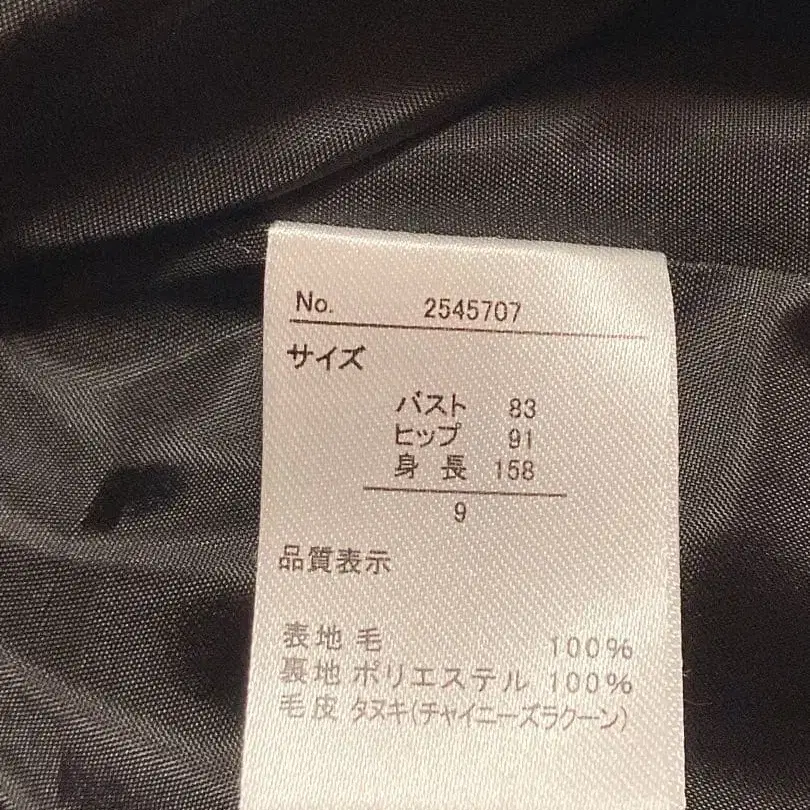 No. 2545707
サイズ
バスト 83
ヒップ 91
身長 158
9
品質表示
表地 毛 100%
裏地 ポリエステル 100%
毛皮 タヌキ(チャイニーズラクーン)